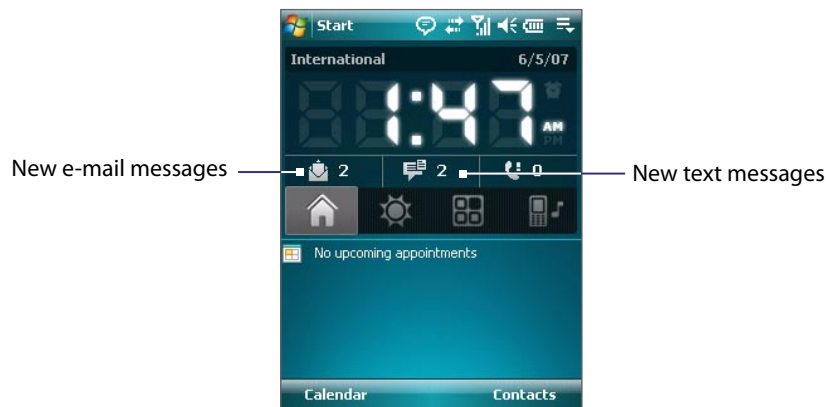 Start
International 6/5/07
1:47 AM PM
New e-mail messages 2 2 0 New text messages
No upcoming appointments
Calendar Contacts